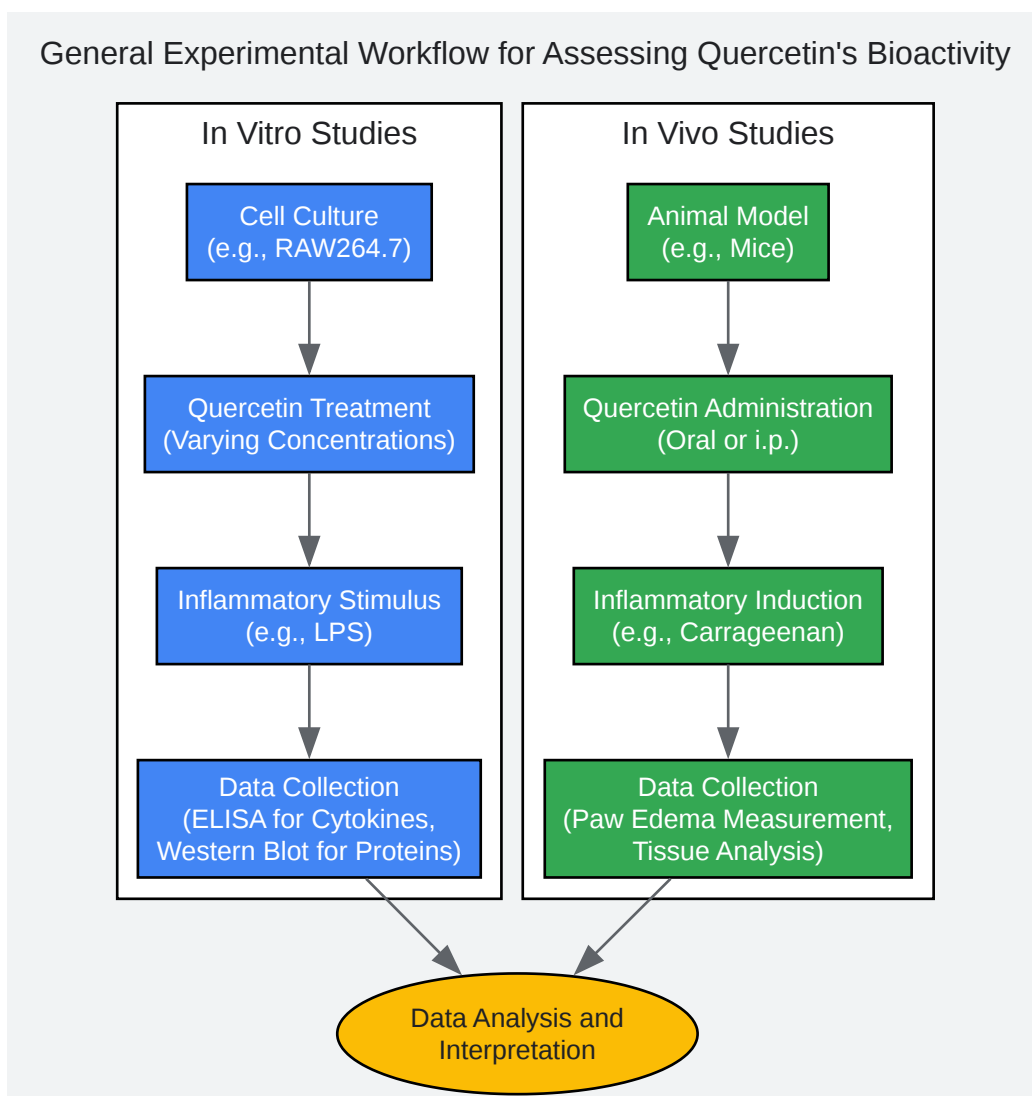 General Experimental Workflow for Assessing Quercetin's Bioactivity
In Vitro Studies
Cell Culture
(e.g., RAW264.7)
Quercetin Treatment
(Varying Concentrations)
Inflammatory Stimulus
(e.g., LPS)
Data Collection
(ELISA for Cytokines,
Western Blot for Proteins)
In Vivo Studies
Animal Model
(e.g., Mice)
Quercetin Administration
(Oral or i.p.)
Inflammatory Induction
(e.g., Carrageenan)
Data Collection
(Paw Edema Measurement,
Tissue Analysis)
Data Analysis and
Interpretation